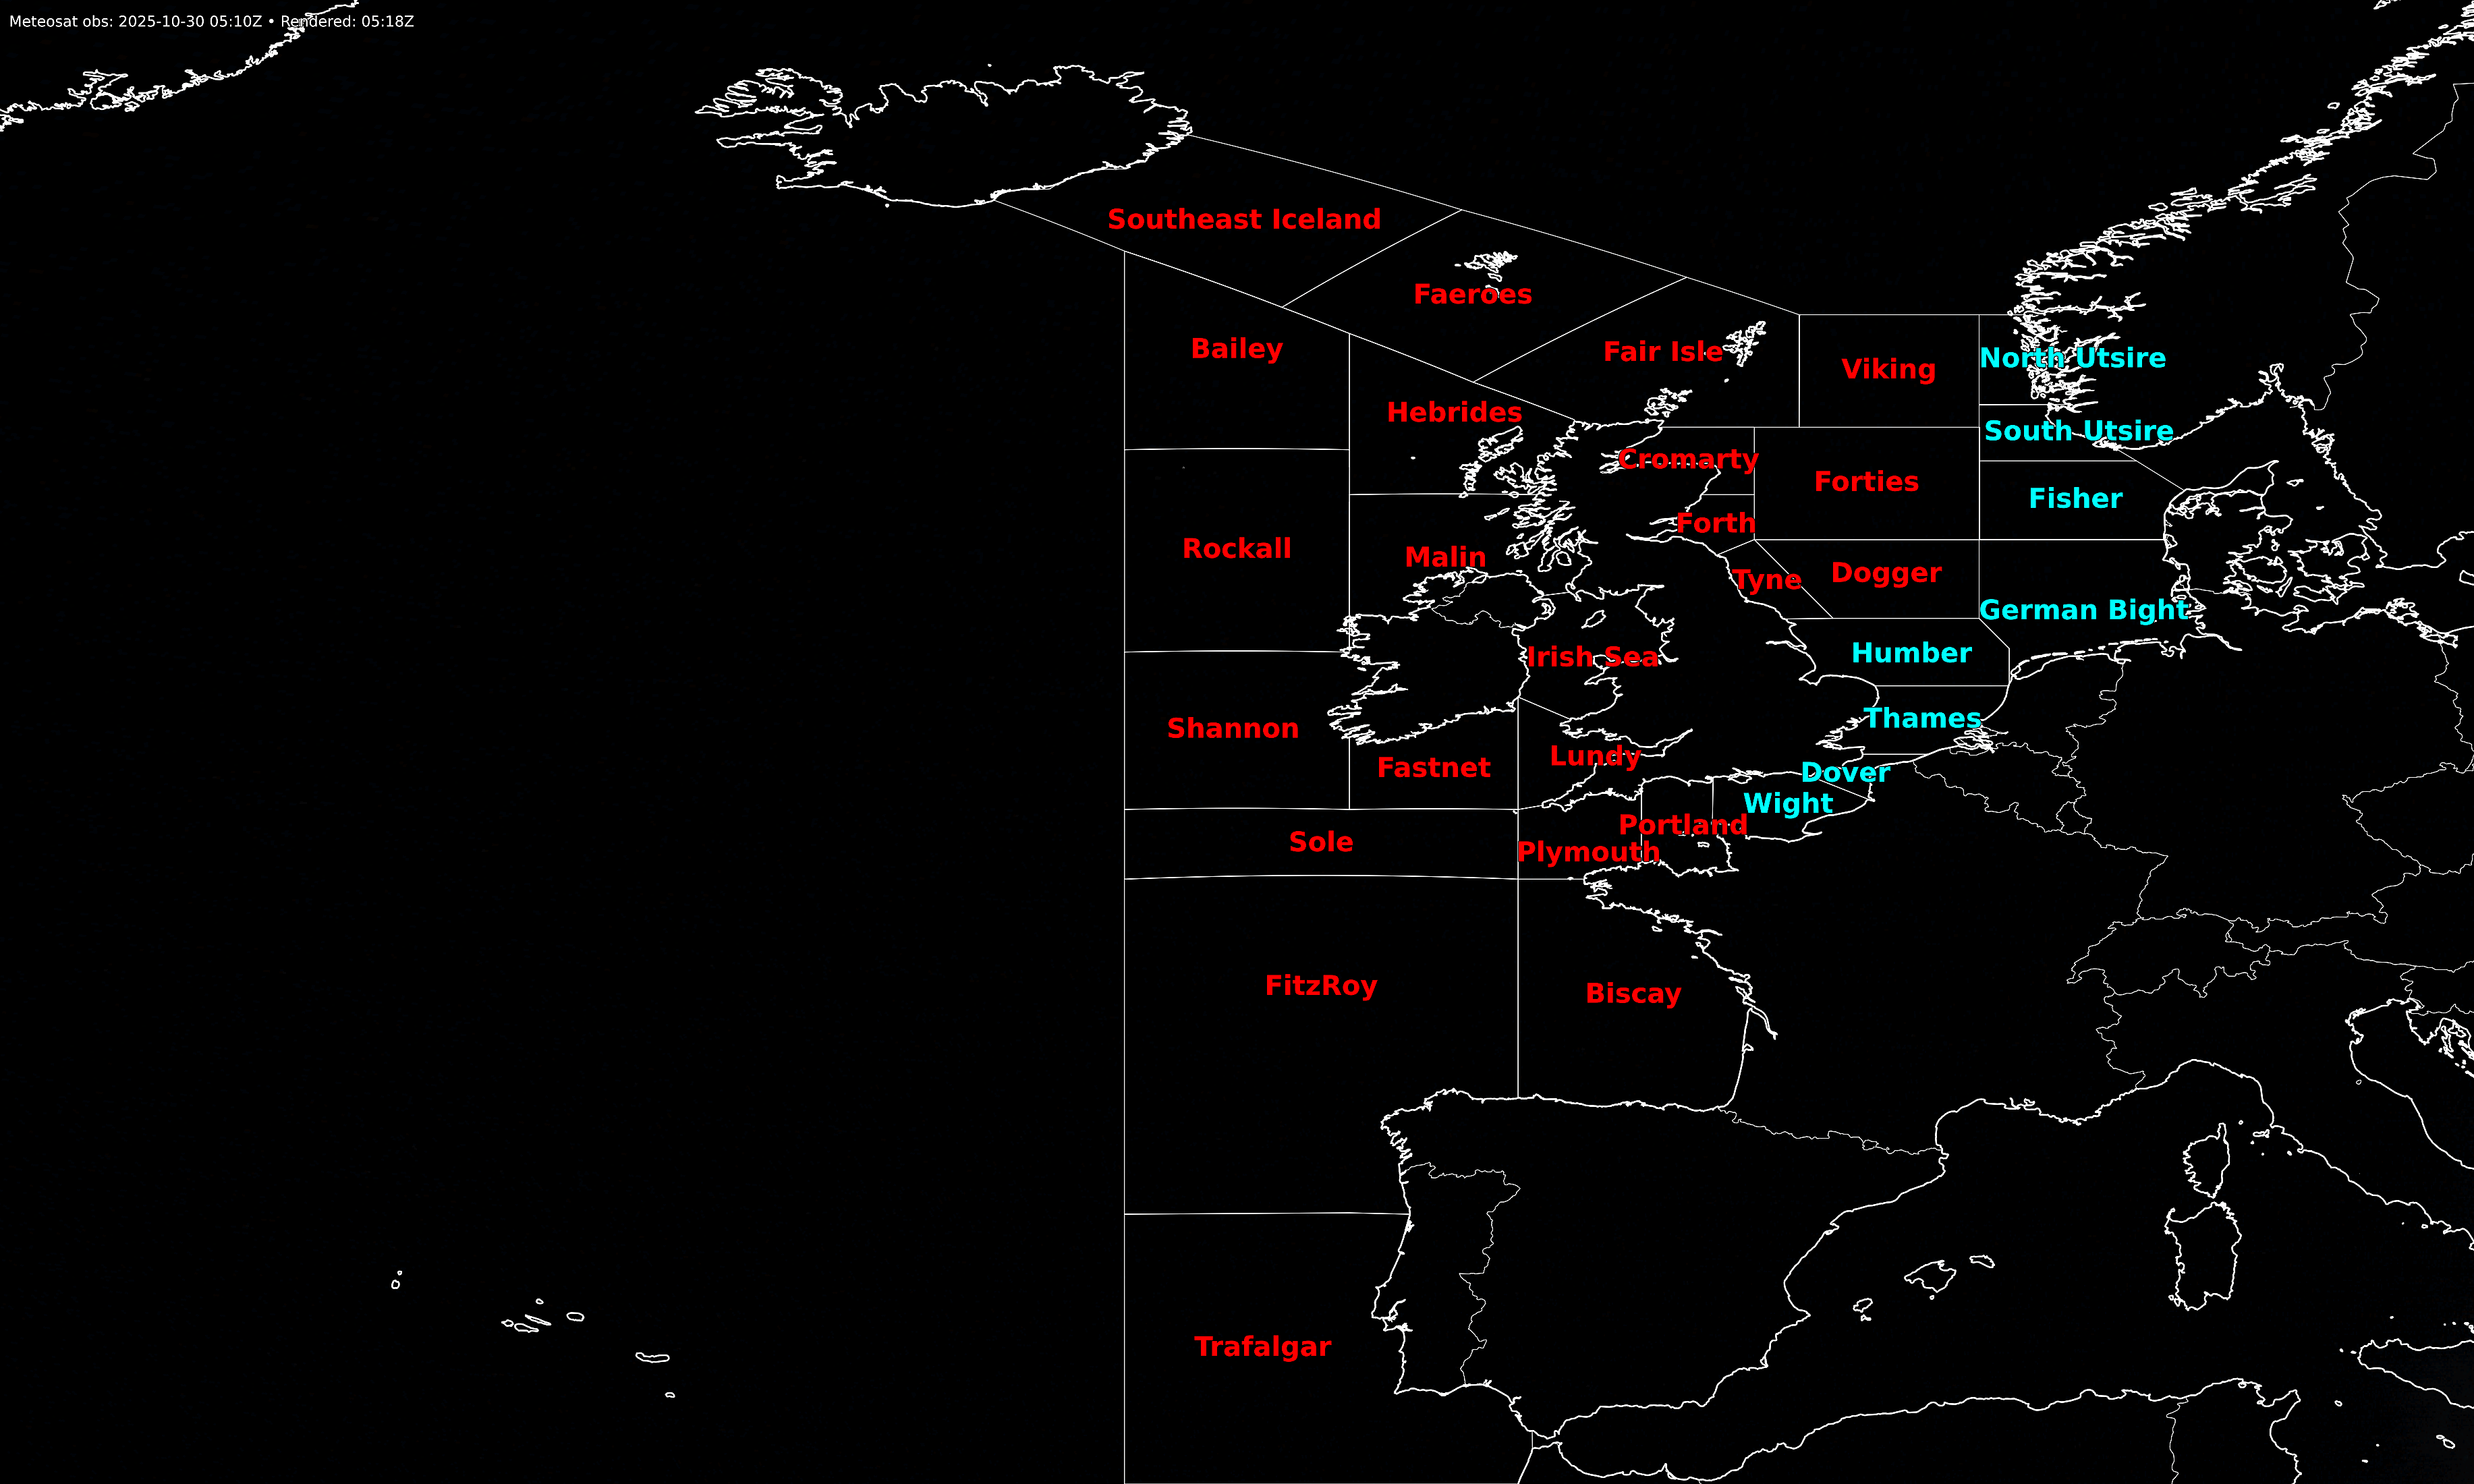 Meteosat obs: 2025-10-30 05:10Z • Rendered: 05:18Z
Southeast Iceland
Faeroes
Bailey
Fair Isle
Viking
North Utsire
Hebrides
South Utsire
Cromarty
Forties
Fisher
Forth
Rockall
Malin
Tyne
Dogger
German Bight
Humber
Irish Sea
Thames
Shannon
Fastnet
Lundy
Dover
Wight
Portland
Sole
Plymouth
FitzRoy
Biscay
Trafalgar